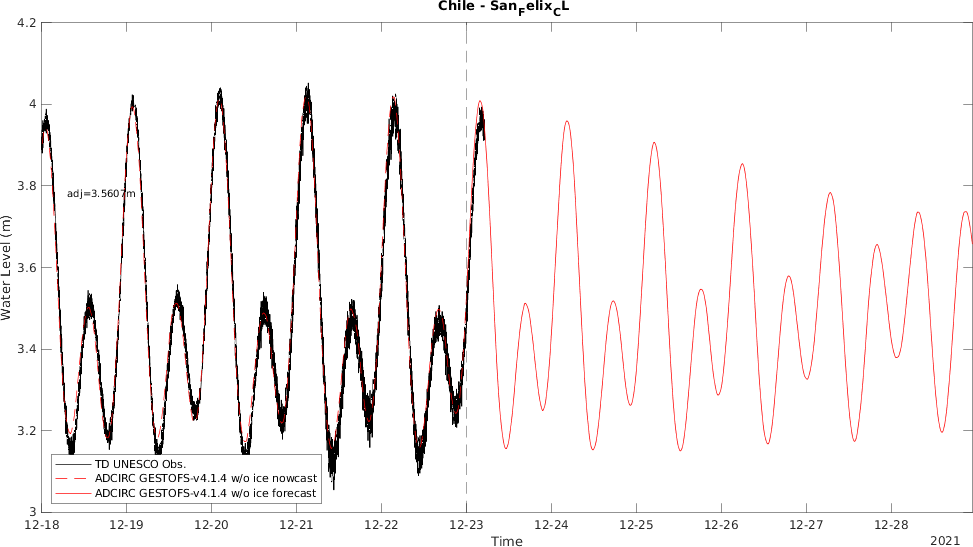 Chile - SanFelixCL
4.2
4
3.8
3.6
3.4
3.2
3
Water Level (m)
adj=3.5607m
TD UNESCO Obs.
ADCIRC GESTOFS-v4.1.4 w/o ice nowcast
ADCIRC GESTOFS-v4.1.4 w/o ice forecast
12-18 12-19 12-20 12-21 12-22 12-23 12-24 12-25 12-26 12-27 12-28
Time
2021